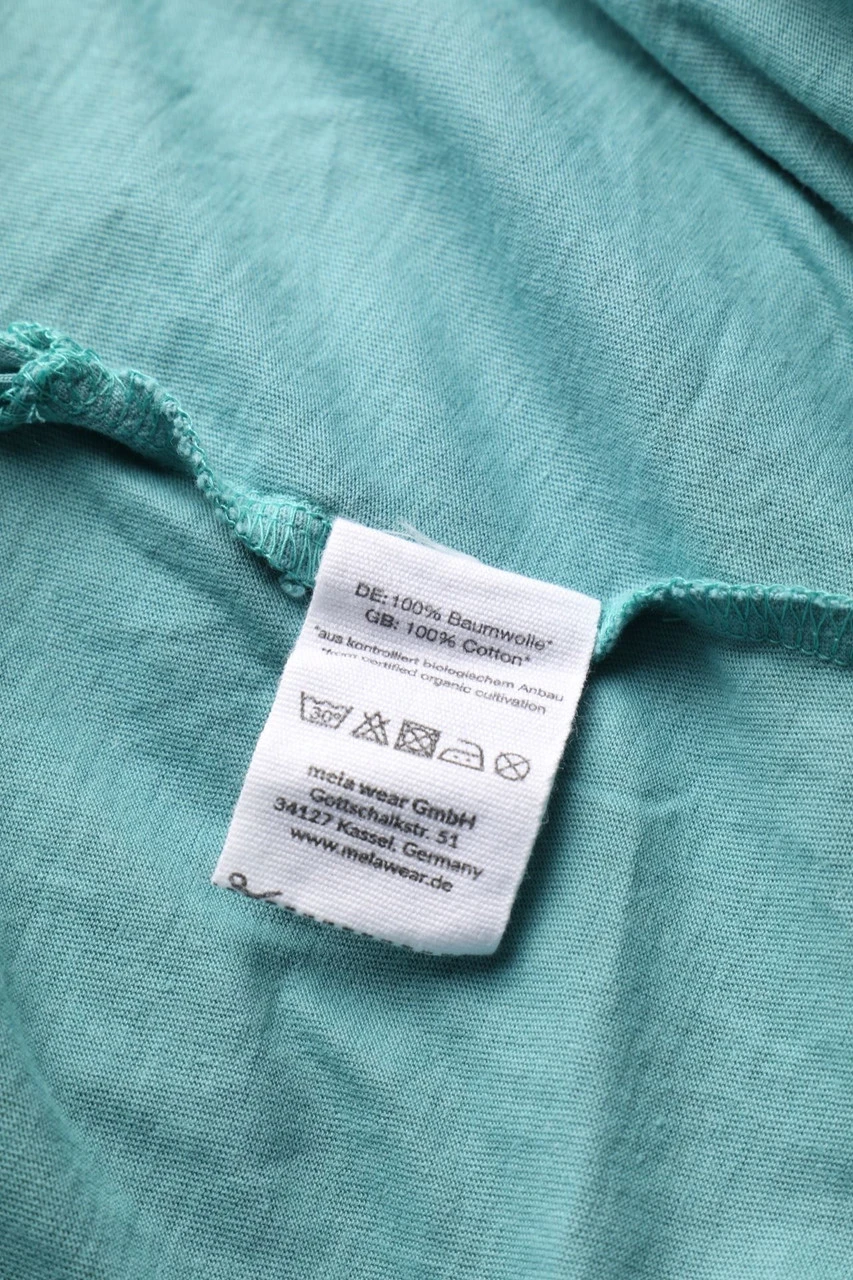 DE:100% Baumwolle*
GB: 100% Cotton*
*aus kontrolliert biologischem Anbau
*from certified organic cultivation
30°
mela wear GmbH
Gottschalkstr. 51
34127 Kassel, Germany
www.melawear.de